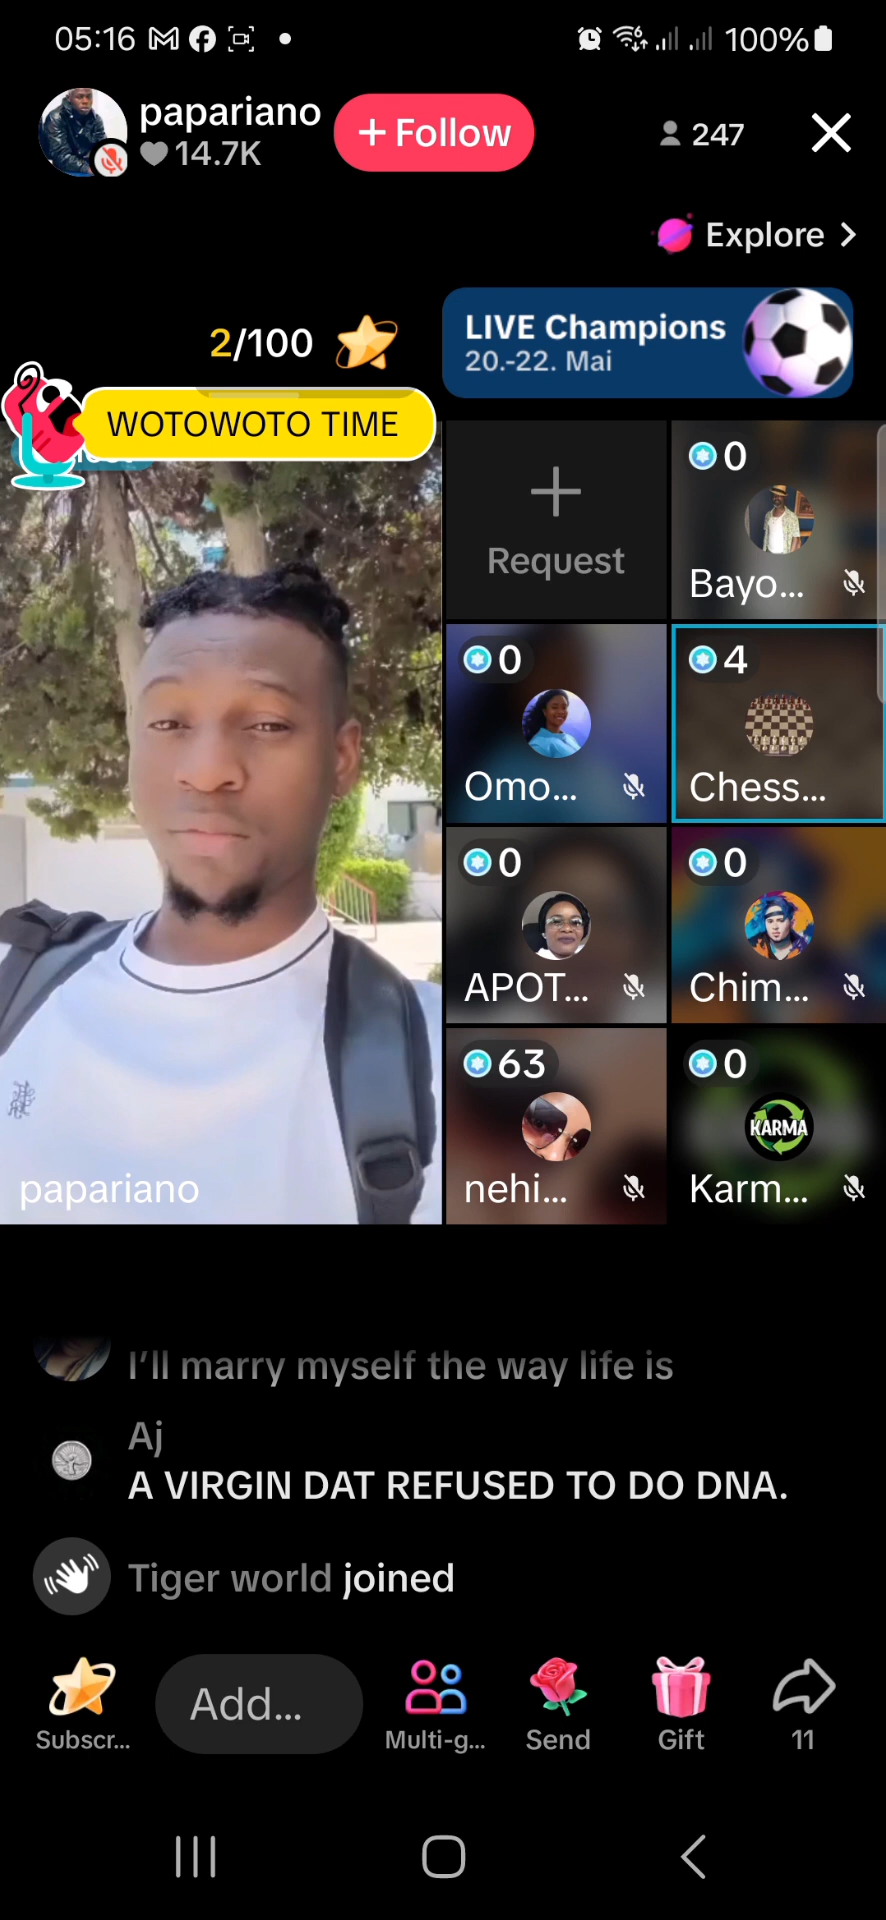 05:16
100%
papariano
14.7K
+ Follow
247
Explore
2/100
LIVE Champions
20.-22. Mai
WOTOWOTO TIME
Request
0
Bayo...
0
Omo...
4
Chess...
0
APOT...
0
Chim...
63
nehi...
0
KARMA
Karm...
papariano
I'll marry myself the way life is
Aj
A VIRGIN DAT REFUSED TO DO DNA.
Tiger world joined
Subscr...
Add...
Multi-g...
Send
Gift
11